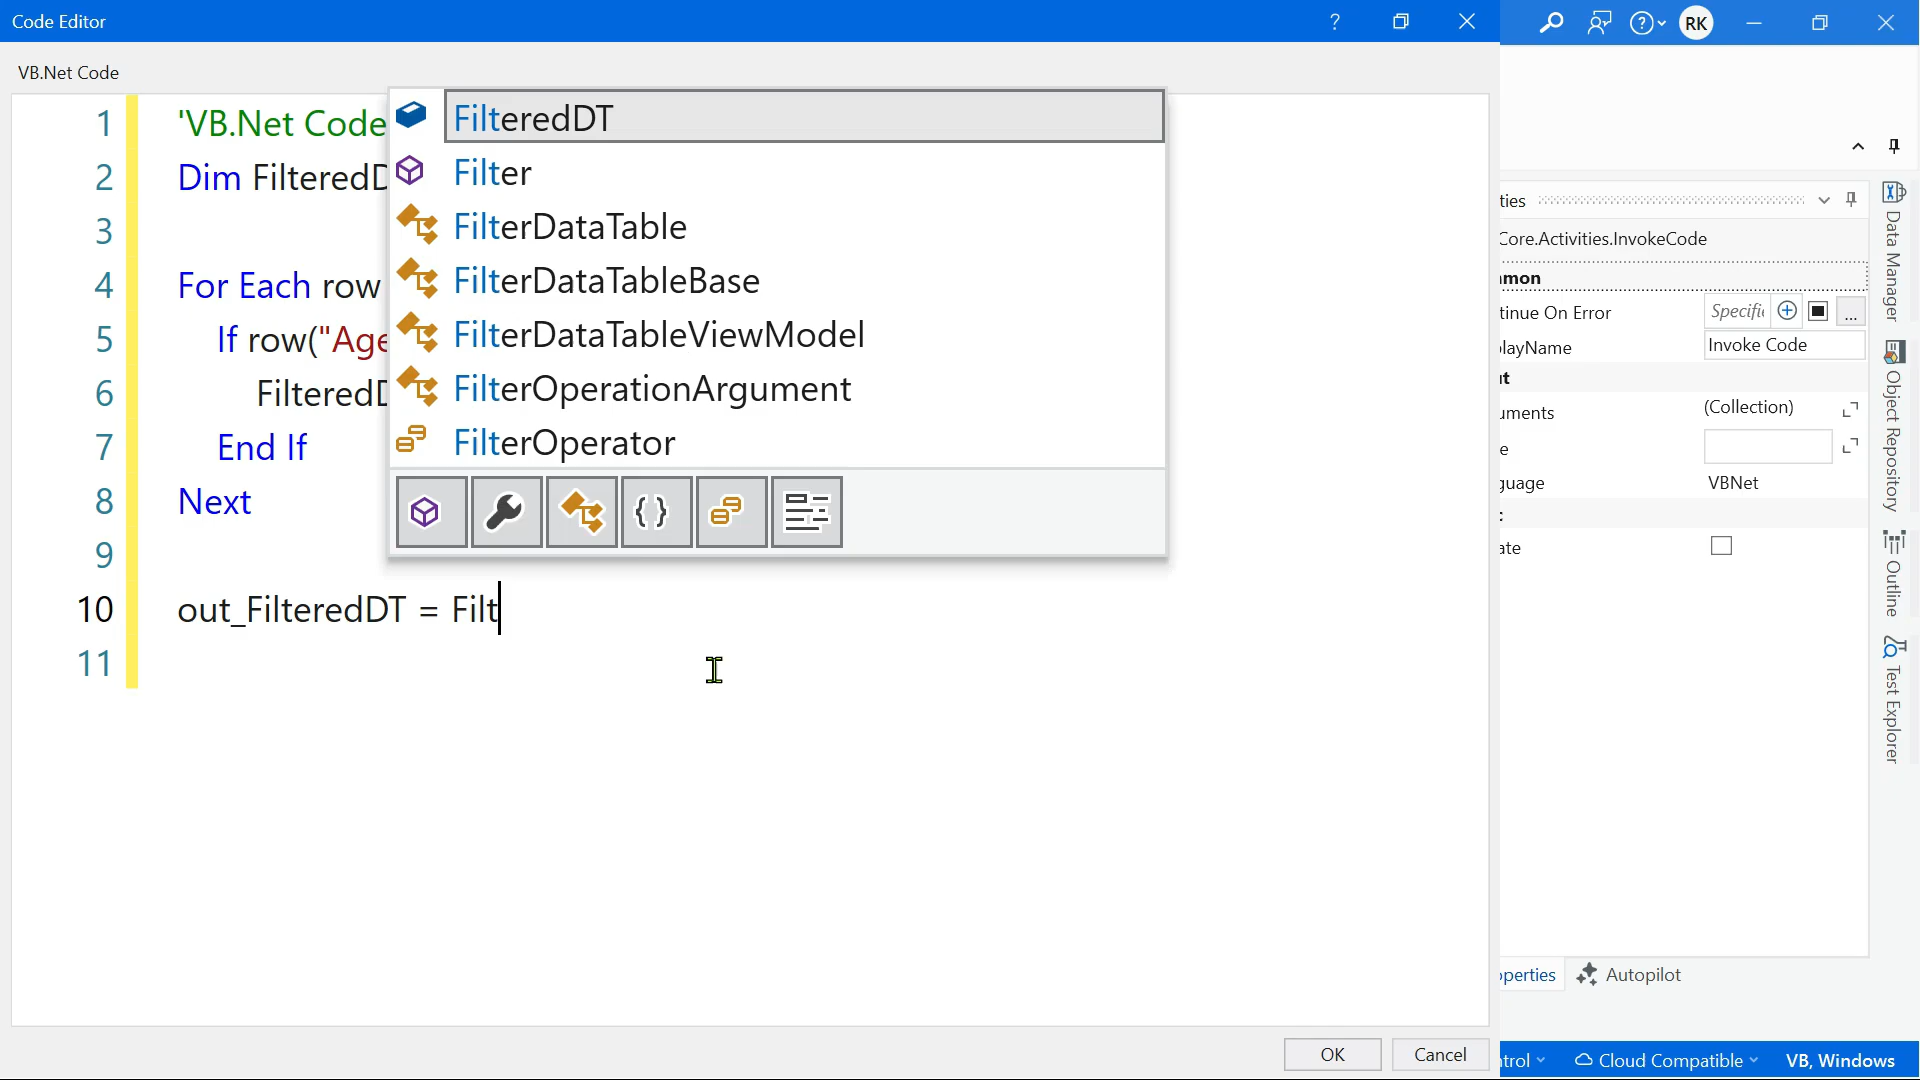 Code Editor
?
RK
VB.Net Code
1 'VB.Net Code
2 Dim FilteredD
3
4 For Each row
5 If row("Age
6 FilteredD
7 End If
8 Next
9
10 out_FilteredDT = Filt
11
FilteredDT
Filter
FilterDataTable
FilterDataTableBase
FilterDataTableViewModel
FilterOperationArgument
FilterOperator
{ }
OK
Cancel
ties
Core.Activities.InvokeCode
mon
tinue On Error
Specifi
...
layName
Invoke Code
t
uments
(Collection)
e
guage
VBNet
ate
perties
Autopilot
Data Manager
Object Repository
Outline
Test Explorer
trol
Cloud Compatible
VB, Windows